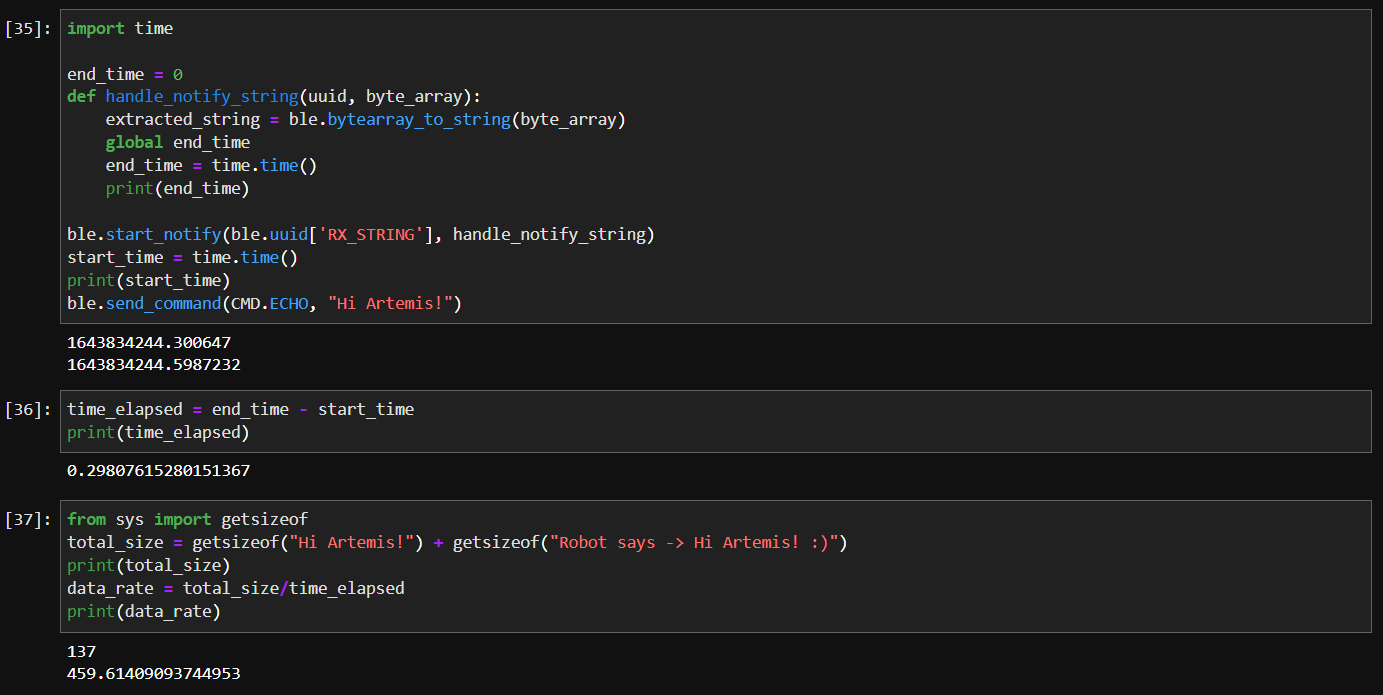 [35]: import time
end_time = 0
def handle_notify_string(uuid, byte_array):
    extracted_string = ble.bytearray_to_string(byte_array)
    global end_time
    end_time = time.time()
    print(end_time)
ble.start_notify(ble.uuid['RX_STRING'], handle_notify_string)
start_time = time.time()
print(start_time)
ble.send_command(CMD.ECHO, "Hi Artemis!")
1643834244.300647
1643834244.5987232
[36]: time_elapsed = end_time - start_time
print(time_elapsed)
0.29807615280151367
[37]: from sys import getsizeof
total_size = getsizeof("Hi Artemis!") + getsizeof("Robot says -> Hi Artemis! :)")
print(total_size)
data_rate = total_size/time_elapsed
print(data_rate)
137
459.61409093744953